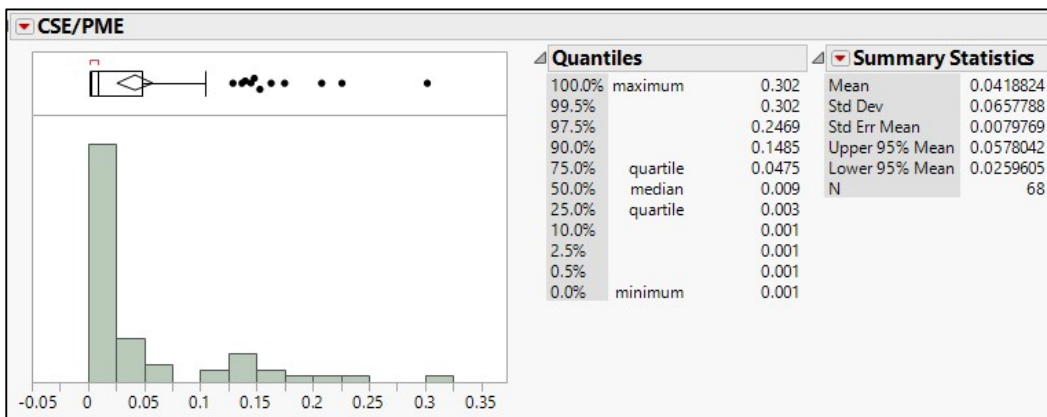 CSE/PME
Quantiles
100.0% maximum 0.302
99.5% 0.302
97.5% 0.2469
90.0% 0.1485
75.0% quartile 0.0475
50.0% median 0.009
25.0% quartile 0.003
10.0% 0.001
2.5% 0.001
0.5% 0.001
0.0% minimum 0.001
Summary Statistics
Mean 0.0418824
Std Dev 0.0657788
Std Err Mean 0.0079769
Upper 95% Mean 0.0578042
Lower 95% Mean 0.0259605
N 68
-0.05 0 0.05 0.1 0.15 0.2 0.25 0.3 0.35